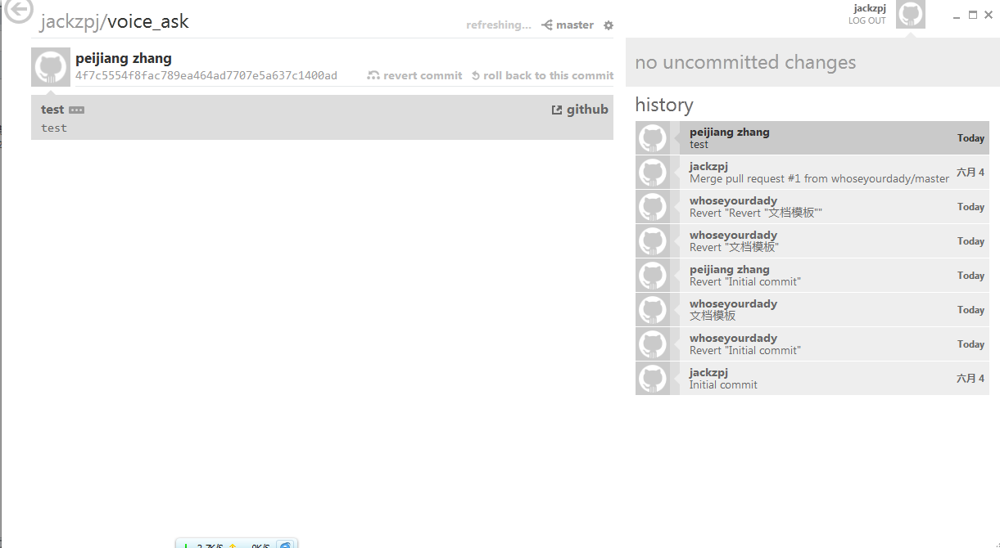 jackzpj/voice_ask
refreshing... master
jackzpj
LOG OUT
peijiang zhang
4f7c5554f8fac789ea464ad7707e5a637c1400ad revert commit roll back to this commit
test github
test
no uncommitted changes
history
peijiang zhang
test Today
jackzpj
Merge pull request #1 from whoseyourdady/master 六月 4
whoseyourdady
Revert "Revert "文档模板"" Today
whoseyourdady
Revert "文档模板" Today
peijiang zhang
Revert "Initial commit" Today
whoseyourdady
文档模板 Today
whoseyourdady
Revert "Initial commit" Today
jackzpj
Initial commit 六月 4